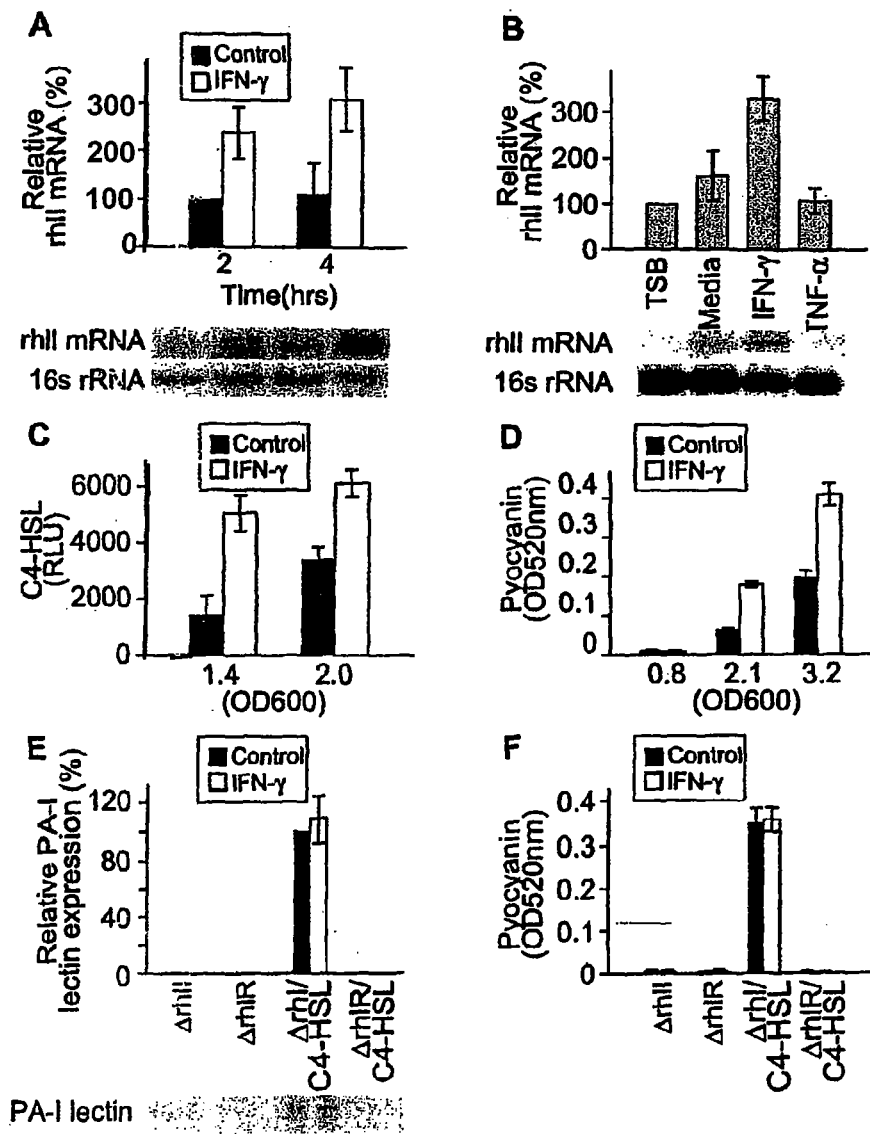 A
Control
IFN-γ
Relative
rhlI mRNA (%)
300
200
100
0
2 4
Time(hrs)
rhlI mRNA
16s rRNA
B
Relative
rhlI mRNA (%)
300
200
100
0
TSB
Media
IFN-γ
TNF-α
rhlI mRNA
16s rRNA
C
Control
IFN-γ
C4-HSL
(RLU)
6000
4000
2000
0
1.4 2.0
(OD600)
D
Control
IFN-γ
Pyocyanin
(OD520nm)
0.4
0.3
0.2
0.1
0
0.8 2.1 3.2
(OD600)
E
Control
IFN-γ
Relative PA-I
lectin expression (%)
120
80
40
0
ΔrhlI
ΔrhlR
Δrhl/
C4-HSL
ΔrhlR/
C4-HSL
PA-I lectin
F
Control
IFN-γ
Pyocyanin
(OD520nm)
0.4
0.3
0.2
0.1
0
ΔrhlI
ΔrhlR
Δrhl/
C4-HSL
ΔrhlR/
C4-HSL